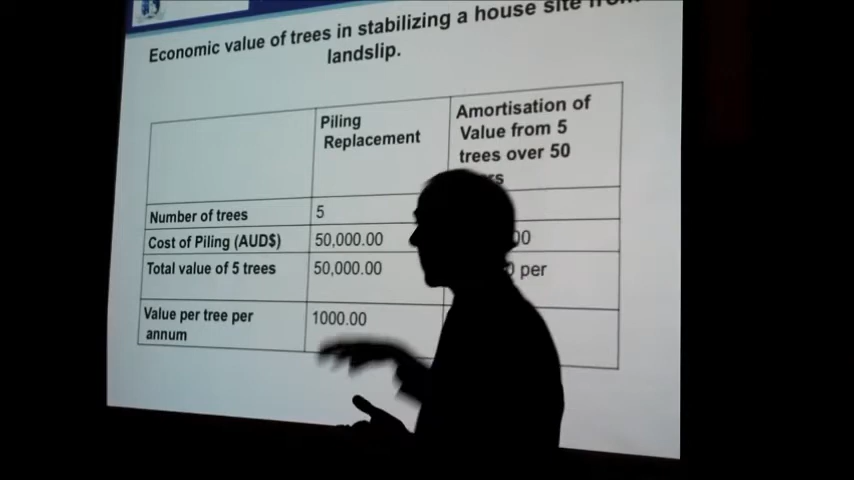 Economic value of trees in stabilizing a house site from
landslip.
Piling
Replacement
Amortisation of
Value from 5
trees over 50
Number of trees
5
Cost of Piling (AUD$)
50,000.00
Total value of 5 trees
50,000.00
per
Value per tree per
annum
1000.00